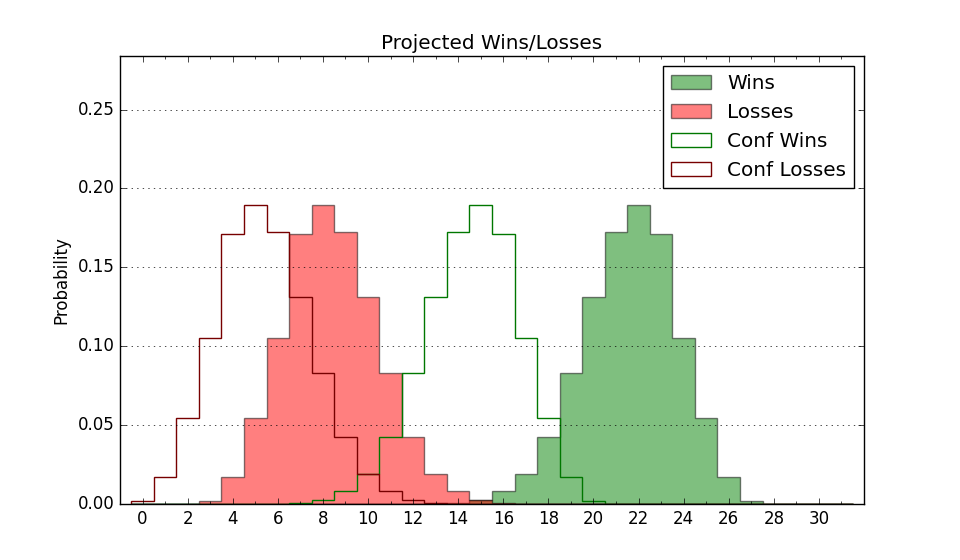 Projected Wins/Losses
Wins
Losses
Conf Wins
Conf Losses
Probability
0.25
0.20
0.15
0.10
0.05
0.00
0 2 4 6 8 10 12 14 16 18 20 22 24 26 28 30